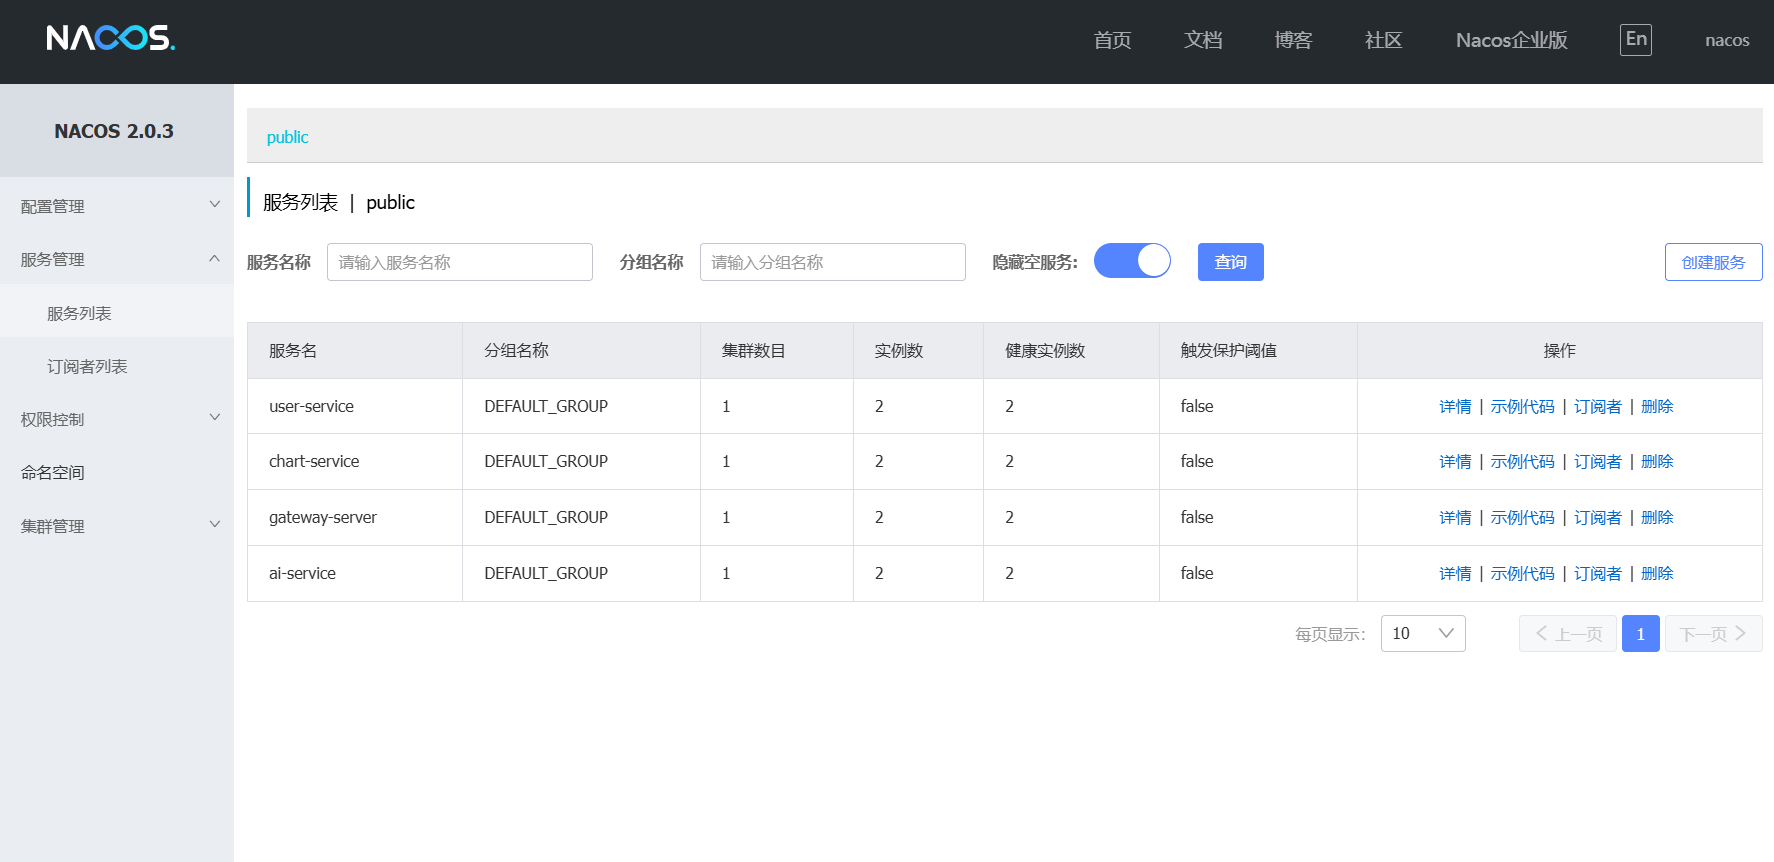 NACOS. 首页 文档 博客 社区 Nacos企业版 En nacos
NACOS 2.0.3
配置管理
服务管理
服务列表
订阅者列表
权限控制
命名空间
集群管理
public
服务列表 | public
服务名称 请输入服务名称 分组名称 请输入分组名称 隐藏空服务: 查询 创建服务
服务名 分组名称 集群数目 实例数 健康实例数 触发保护阈值 操作
user-service DEFAULT_GROUP 1 2 2 false 详情 | 示例代码 | 订阅者 | 删除
chart-service DEFAULT_GROUP 1 2 2 false 详情 | 示例代码 | 订阅者 | 删除
gateway-server DEFAULT_GROUP 1 2 2 false 详情 | 示例代码 | 订阅者 | 删除
ai-service DEFAULT_GROUP 1 2 2 false 详情 | 示例代码 | 订阅者 | 删除
每页显示: 10 上一页 1 下一页